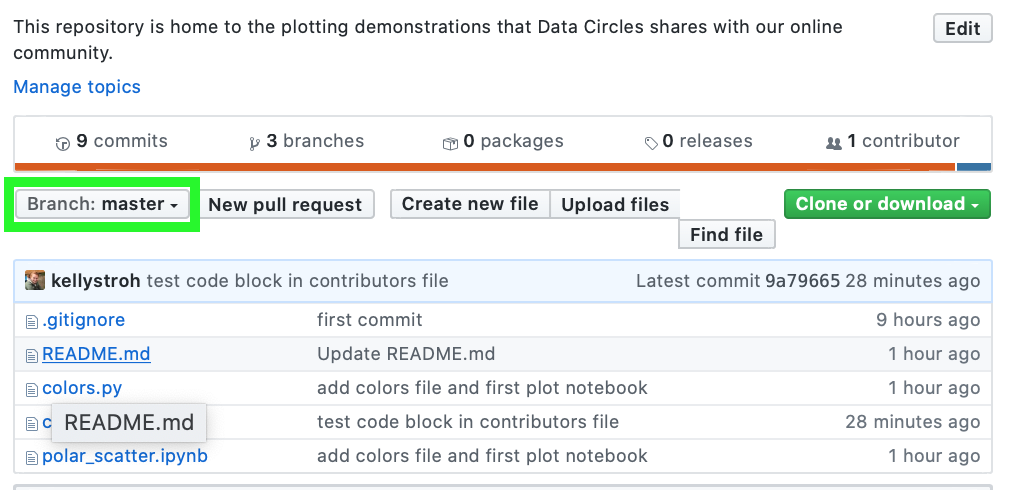 This repository is home to the plotting demonstrations that Data Circles shares with our online
community.
Edit
Manage topics
9 commits 3 branches 0 packages 0 releases 1 contributor
Branch: master New pull request Create new file Upload files Clone or download
Find file
kellystroh test code block in contributors file Latest commit 9a79665 28 minutes ago
.gitignore first commit 9 hours ago
README.md Update README.md 1 hour ago
colors.py add colors file and first plot notebook 1 hour ago
c test code block in contributors file 28 minutes ago
README.md
polar_scatter.ipynb add colors file and first plot notebook 1 hour ago